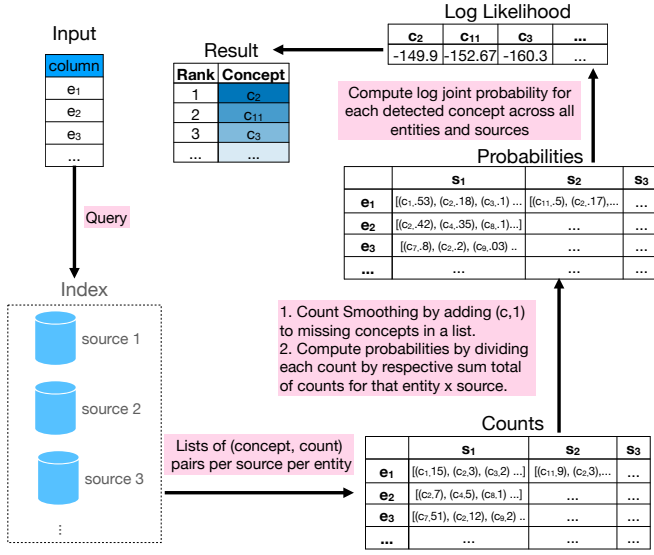 Input
column
e1
e2
e3
...
Query
Index
source 1
source 2
source 3
...
Lists of (concept, count)
pairs per source per entity
Counts
s1 s2 s3
e1 [(c1,15), (c2,3), (c3,2) ...] [(c11,9), (c2,3),... ...
e2 [(c2,7), (c4,5), (c8,1) ...] ... ...
e3 [(c7,51), (c2,12), (c9,2) .. ... ...
... ... ... ...
1. Count Smoothing by adding (c,1)
to missing concepts in a list.
2. Compute probabilities by dividing
each count by respective sum total
of counts for that entity x source.
Probabilities
s1 s2 s3
e1 [(c1,.53), (c2,.18), (c3,.1) ... [(c11,.5), (c2,.17),... ...
e2 [(c2,.42), (c4,.35), (c8,.1)...] ... ...
e3 [(c7,.8), (c2,.2), (c9,.03) .. ... ...
... ... ... ...
Compute log joint probability for
each detected concept across all
entities and sources
Log Likelihood
c2 c11 c3 ...
-149.9 -152.67 -160.3 ...
Result
Rank Concept
1 c2
2 c11
3 c3
... ...